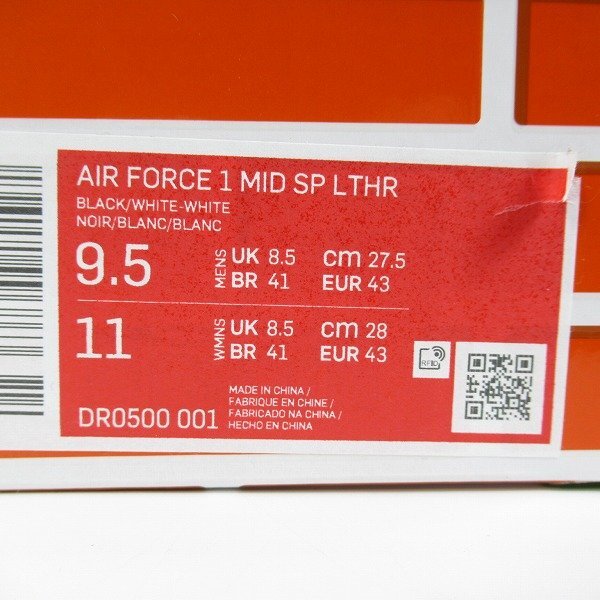 AIR FORCE 1 MID SP LTHR
BLACK/WHITE-WHITE
NOIR/BLANC/BLANC
9.5 MENS UK 8.5 cm 27.5
BR 41 EUR 43
11 WMNS UK 8.5 cm 28
BR 41 EUR 43
RFID
DR0500 001
MADE IN CHINA /
FABRIQUE EN CHINE /
FABRICADO NA CHINA /
HECHO EN CHINA